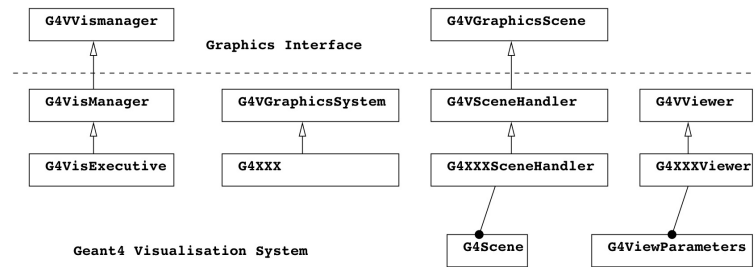 G4VVismanager
G4VGraphicsScene
Graphics Interface
G4VisManager
G4VGraphicsSystem
G4VSceneHandler
G4VViewer
G4VisExecutive
G4XXX
G4XXXSceneHandler
G4XXXViewer
Geant4 Visualisation System
G4Scene
G4ViewParameters